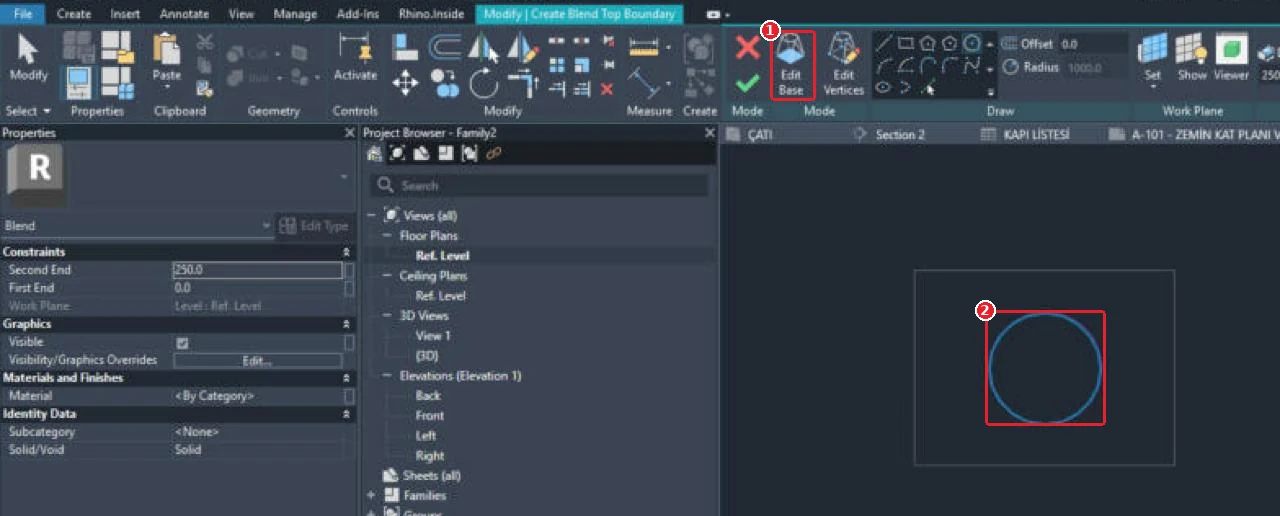 File Create Insert Annotate View Manage Add-Ins Rhino.Inside Modify | Create Blend Top Boundary
1
Modify
Paste
Cut
Activate
Edit Base
Edit Vertices
Offset 0.0
Radius 1000.0
Set Show Viewer 250
Select Properties Clipboard Geometry Controls Modify Measure Create Mode Mode Draw Work Plane
Properties
Project Browser - Family2
ÇATI
Section 2
KAPI LİSTESİ
A-101 - ZEMİN KAT PLANI V
R
Search
Blend
Edit Type
Constraints
Second End 250.0
First End 0.0
Work Plane Level : Ref. Level
Graphics
Visible
Visibility/Graphics Overrides Edit...
Materials and Finishes
Material <By Category>
Identity Data
Subcategory <None>
Solid/Void Solid
Views (all)
Floor Plans
Ref. Level
Ceiling Plans
Ref. Level
3D Views
View 1
{3D}
Elevations (Elevation 1)
Back
Front
Left
Right
Sheets (all)
Families
Groups
2